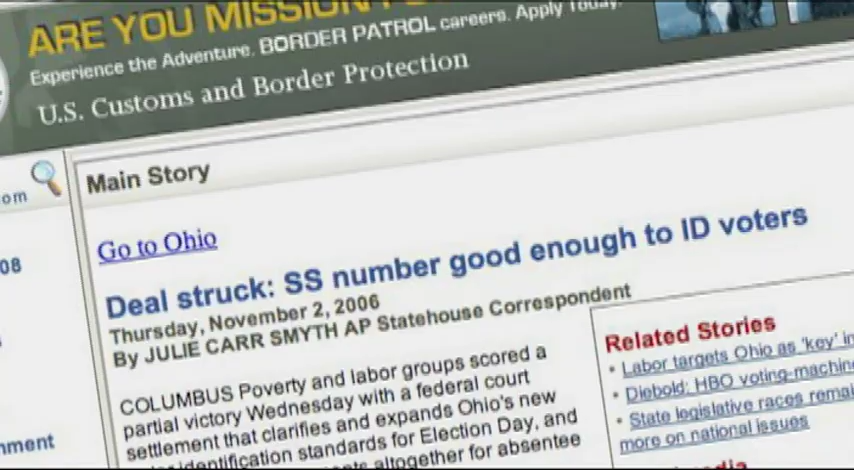 ARE YOU MISSION
Experience the Adventure. BORDER PATROL careers. Apply Today.
U.S. Customs and Border Protection
om
Main Story
08
Go to Ohio
Deal struck: SS number good enough to ID voters
Thursday, November 2, 2006
By JULIE CARR SMYTH AP Statehouse Correspondent
COLUMBUS Poverty and labor groups scored a
partial victory Wednesday with a federal court
settlement that clarifies and expands Ohio's new
identification standards for Election Day, and
altogether for absentee
Related Stories
• Labor targets Ohio as 'key' in
• Diebold: HBO voting-machine
• State legislative races remai
more on national issues
nment